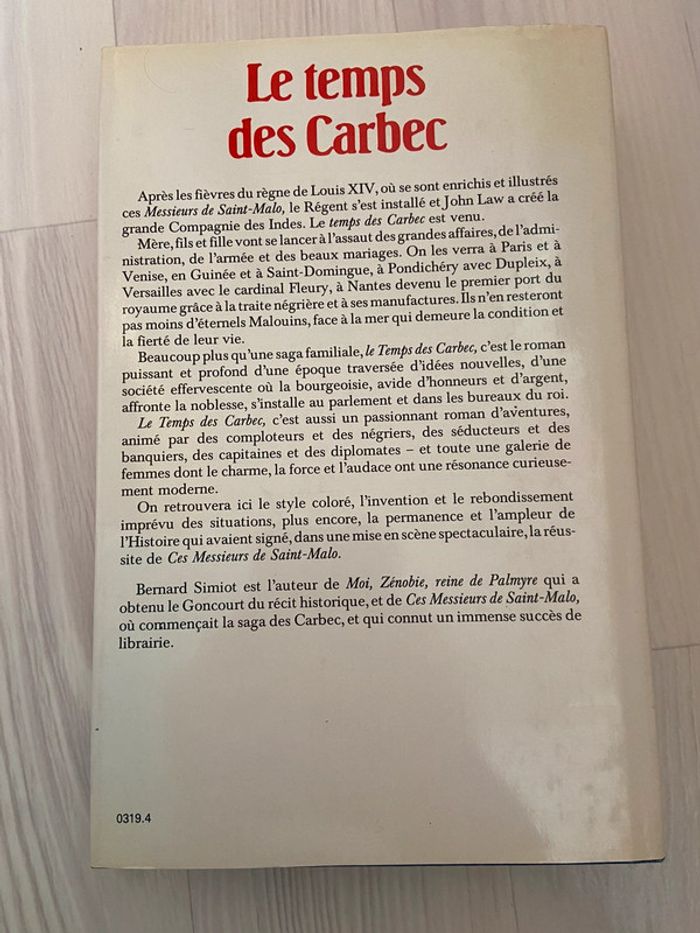 Le temps
des Carbec
Après les fièvres du règne de Louis XIV, où se sont enrichis et illustrés
ces Messieurs de Saint-Malo, le Régent s'est installé et John Law a créé la
grande Compagnie des Indes. Le temps des Carbec est venu.
Mère, fils et fille vont se lancer à l'assaut des grandes affaires, de l'admi-
nistration, de l'armée et des beaux mariages. On les verra à Paris et à
Venise, en Guinée et à Saint-Domingue, à Pondichéry avec Dupleix, à
Versailles avec le cardinal Fleury, à Nantes devenu le premier port du
royaume grâce à la traite négrière et à ses manufactures. Ils n'en resteront
pas moins d'éternels Malouins, face à la mer qui demeure la condition et
la fierté de leur vie.
Beaucoup plus qu'une saga familiale, le Temps des Carbec, c'est le roman
puissant et profond d'une époque traversée d'idées nouvelles, d'une
société effervescente où la bourgeoisie, avide d'honneurs et d'argent,
affronte la noblesse, s'installe au parlement et dans les bureaux du roi.
Le Temps des Carbec, c'est aussi un passionnant roman d'aventures,
animé par des comploteurs et des négriers, des séducteurs et des
banquiers, des capitaines et des diplomates – et toute une galerie de
femmes dont le charme, la force et l'audace ont une résonance curieuse-
ment moderne.
On retrouvera ici le style coloré, l'invention et le rebondissement
imprévu des situations, plus encore, la permanence et l'ampleur de
l'Histoire qui avaient signé, dans une mise en scène spectaculaire, la réus-
site de Ces Messieurs de Saint-Malo.
Bernard Simiot est l'auteur de Moi, Zénobie, reine de Palmyre qui a
obtenu le Goncourt du récit historique, et de Ces Messieurs de Saint-Malo,
où commençait la saga des Carbec, et qui connut un immense succès de
librairie.
0319.4